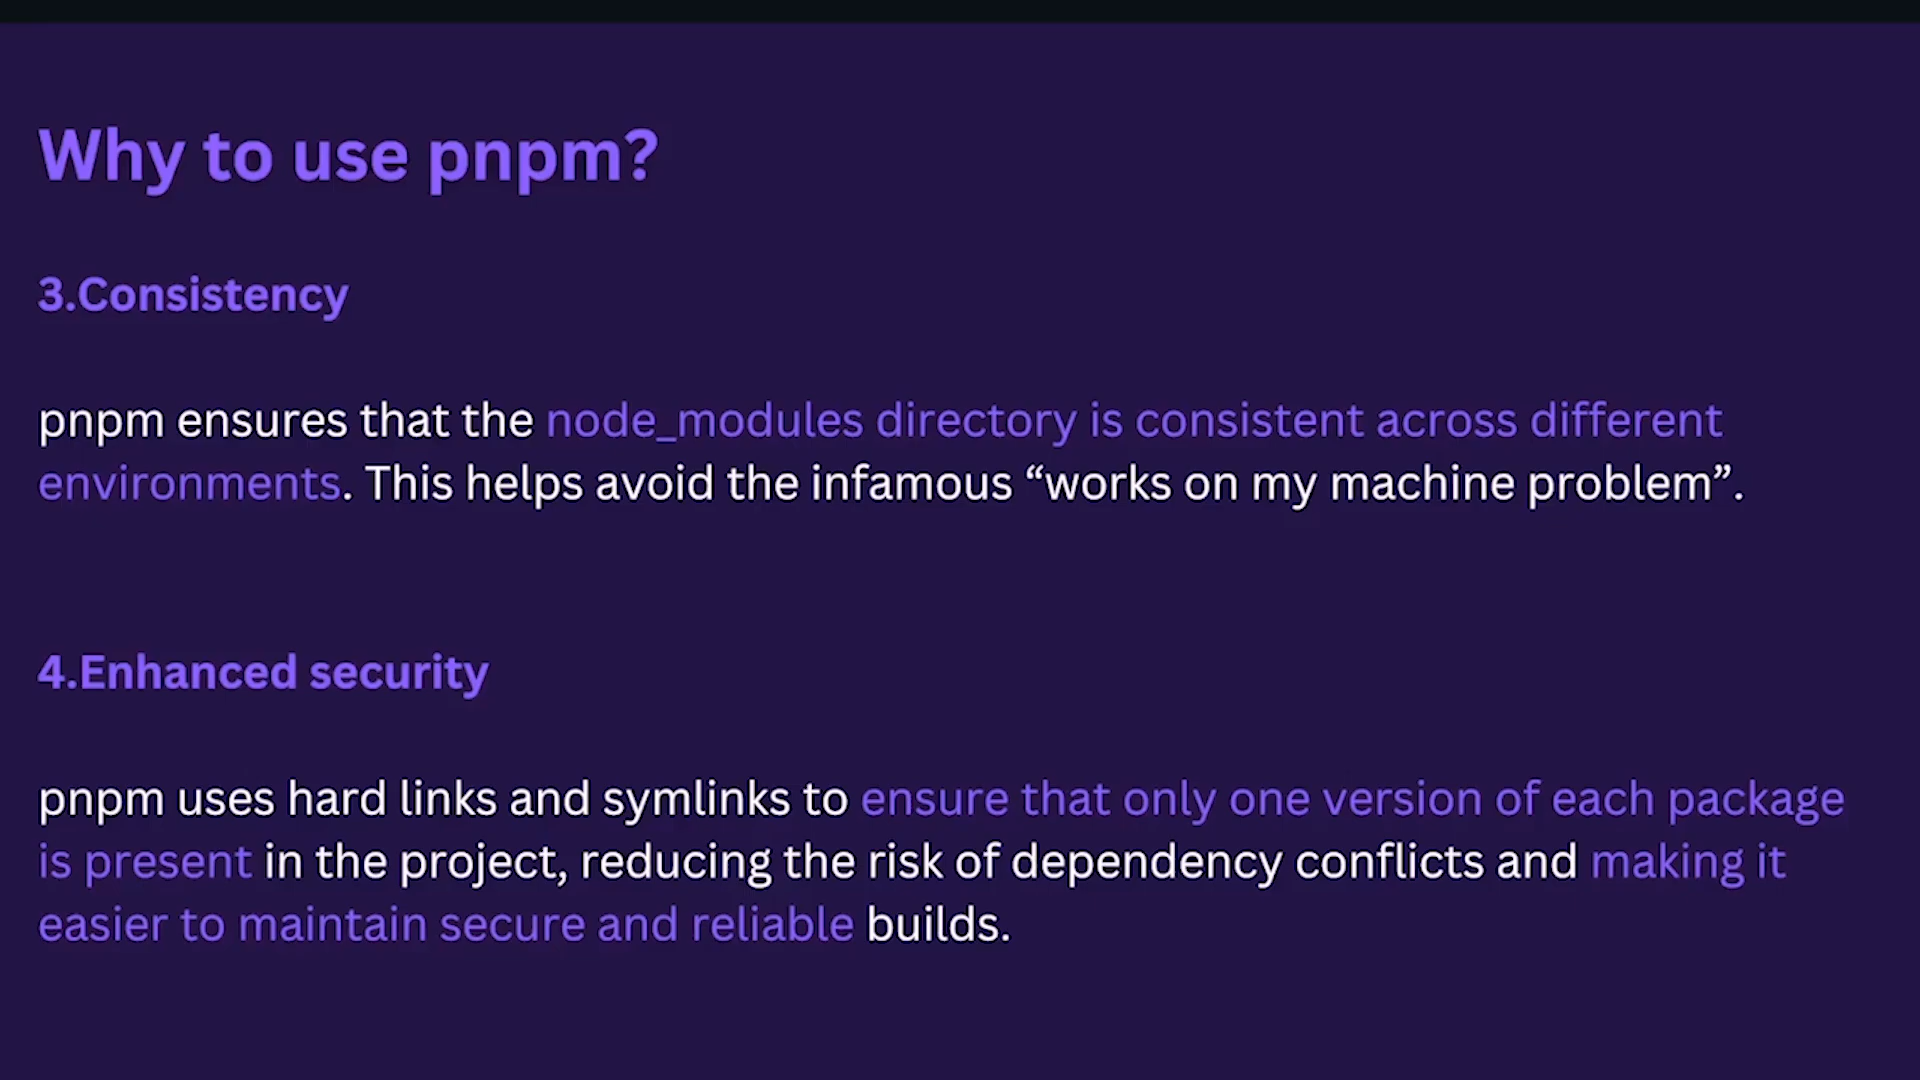 Why to use pnpm?
3.Consistency
pnpm ensures that the node_modules directory is consistent across different
environments. This helps avoid the infamous “works on my machine problem”.
4.Enhanced security
pnpm uses hard links and symlinks to ensure that only one version of each package
is present in the project, reducing the risk of dependency conflicts and making it
easier to maintain secure and reliable builds.